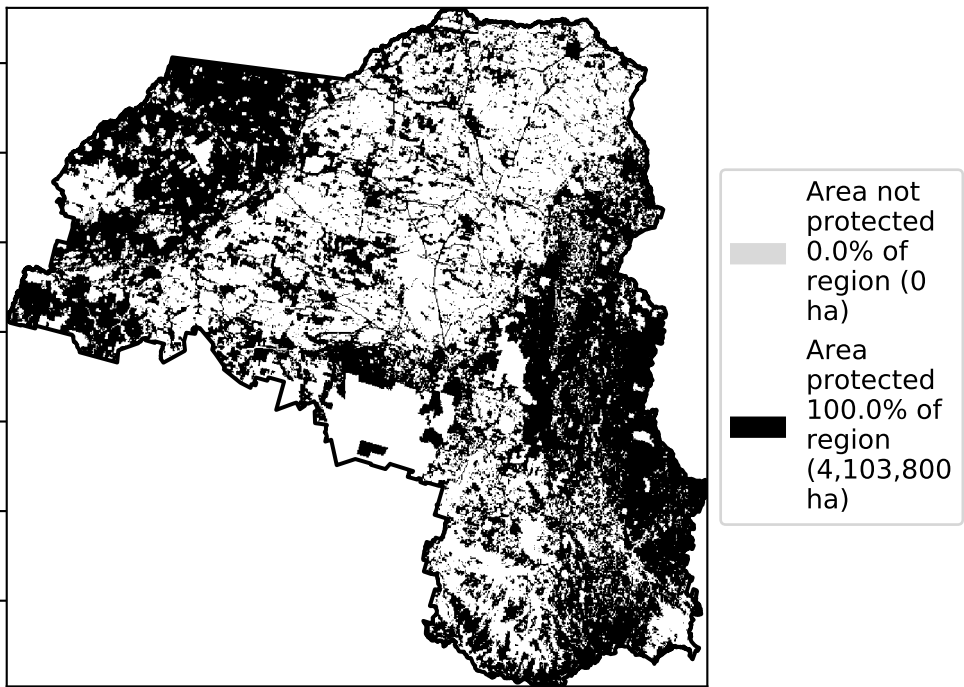 Area not
protected
0.0% of
region (0
ha)
Area
protected
100.0% of
region
(4,103,800
ha)